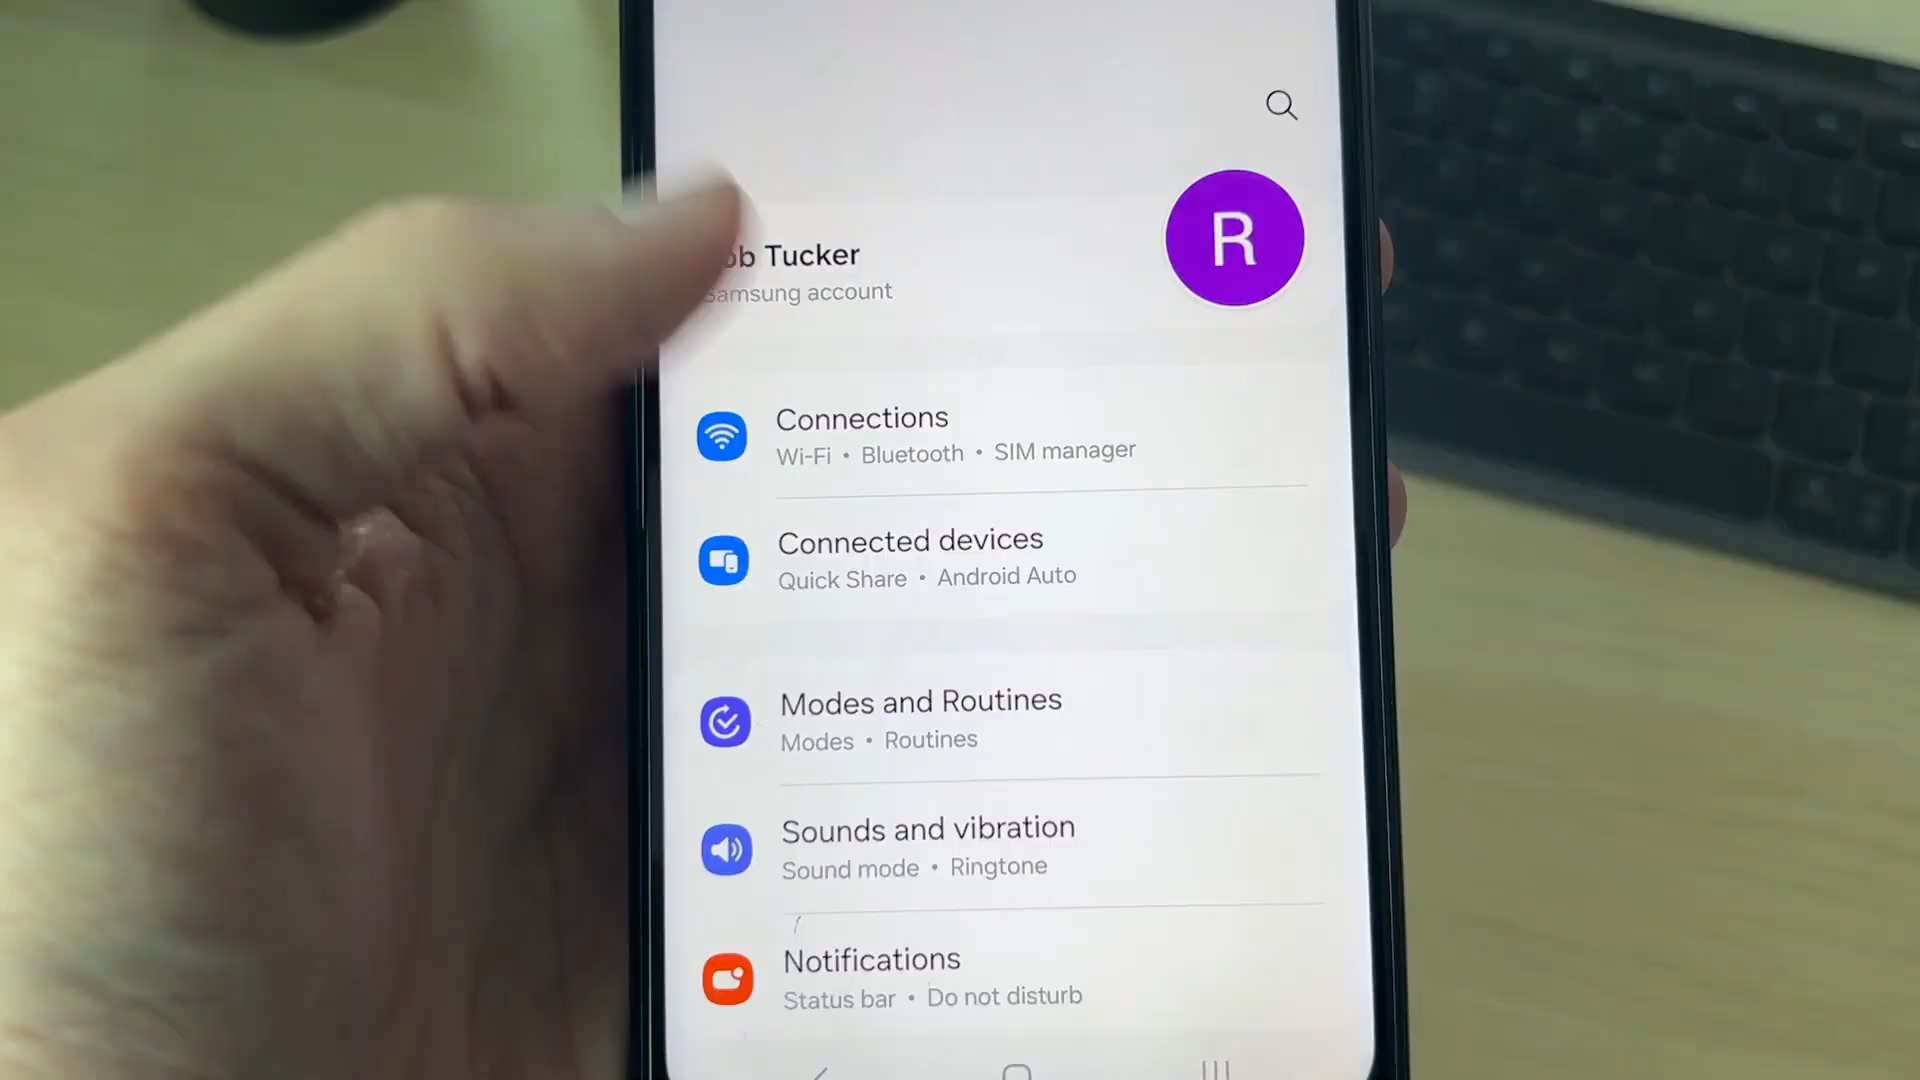 R
Tucker
Samsung account
Connections
Wi-Fi • Bluetooth • SIM manager
Connected devices
Quick Share • Android Auto
Modes and Routines
Modes • Routines
Sounds and vibration
Sound mode • Ringtone
Notifications
Status bar • Do not disturb